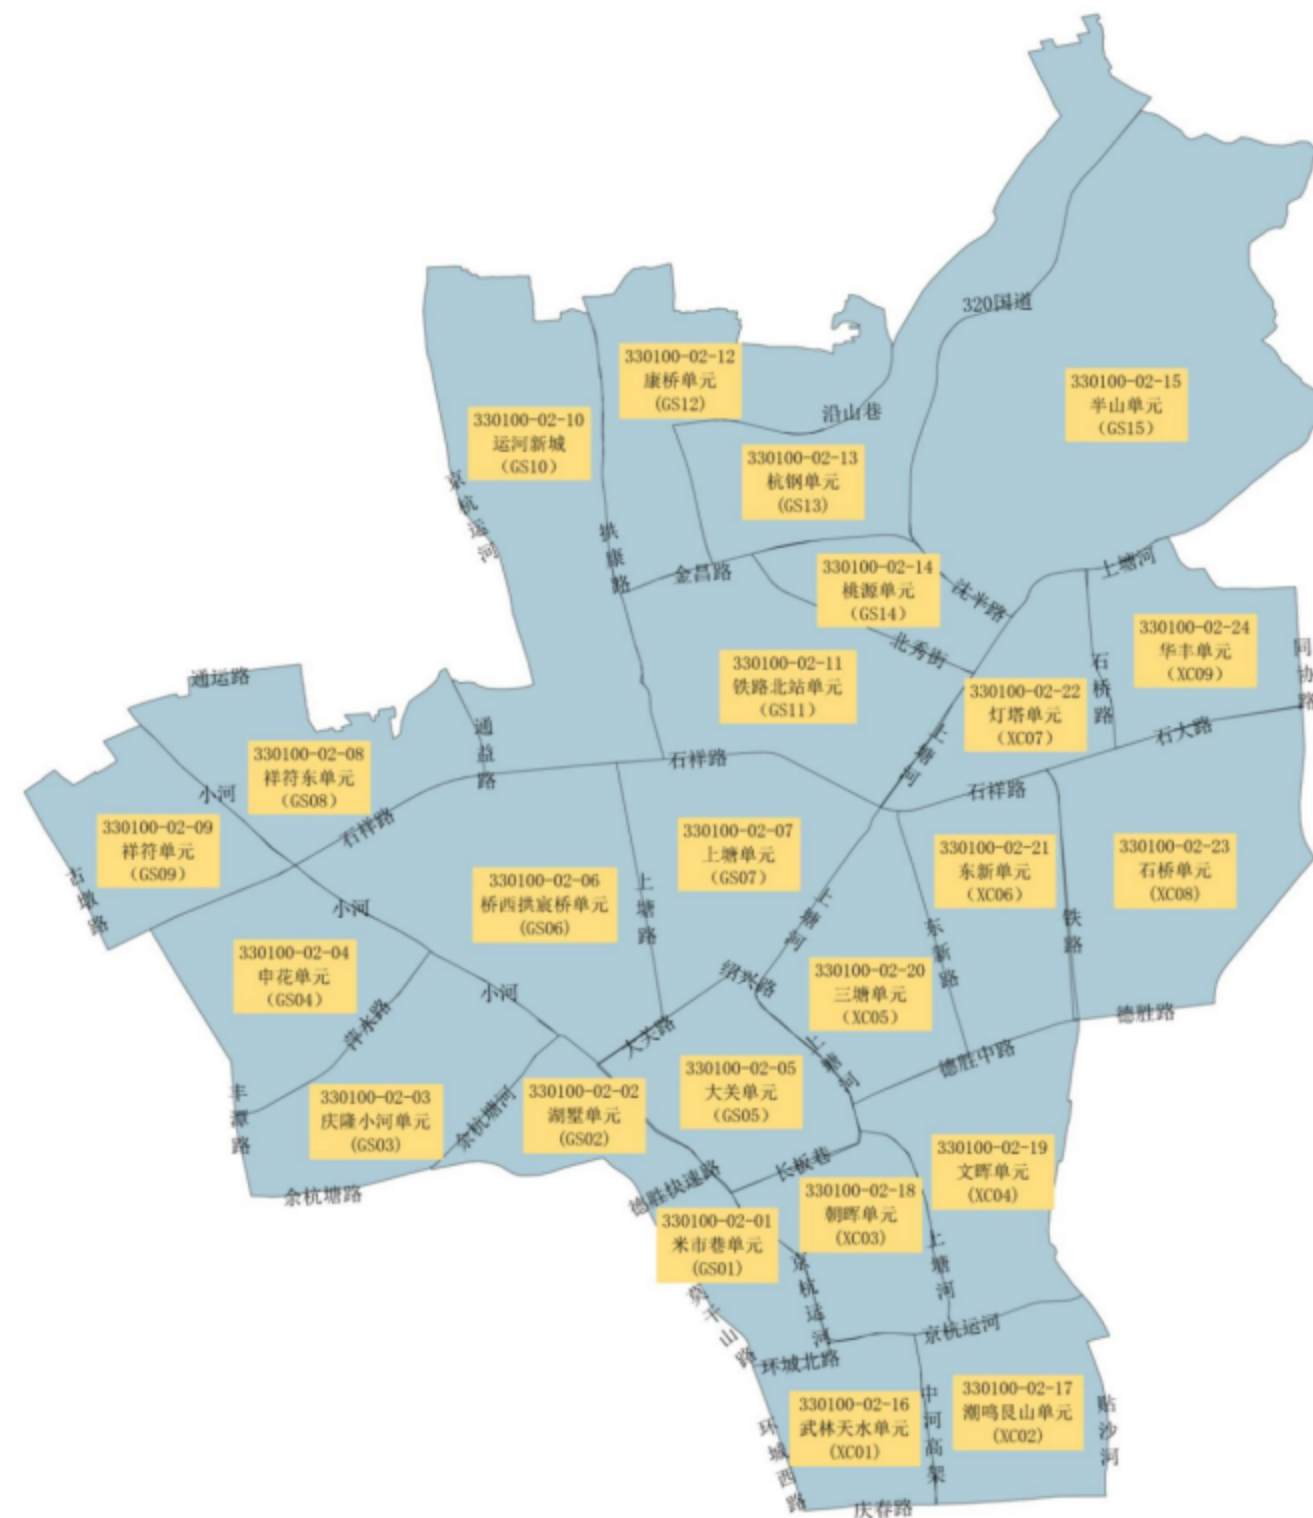 320国道
330100-02-12
康桥单元
(GS12)
330100-02-15
半山单元
（GS15）
330100-02-10
运河新城
（GS10）
沿山巷
330100-02-13
杭钢单元
(GS13)
京杭运河
拱康路
金昌路
330100-02-14
桃源单元
（GS14）
沈半路
上塘河
北秀街
330100-02-24
华丰单元
(XC09)
同协路
石桥路
330100-02-11
铁路北站单元
（GS11）
330100-02-22
灯塔单元
（XC07）
通运路
通益路
上塘河
石大路
330100-02-08
祥符东单元
（GS08）
小河
石祥路
石祥路
石祥路
330100-02-09
祥符单元
（GS09）
古墩路
330100-02-07
上塘单元
（GS07）
330100-02-21
东新单元
（XC06）
330100-02-23
石桥单元
(XC08)
330100-02-06
桥西拱宸桥单元
(GS06)
上塘路
小河
上塘河
东新路
铁路
330100-02-04
申花单元
（GS04）
小河
绍兴路
330100-02-20
三塘单元
（XC05）
萍水路
大关路
上塘河
德胜中路
德胜路
丰潭路
330100-02-03
庆隆小河单元
(GS03)
余杭塘河
330100-02-02
湖墅单元
(GS02)
330100-02-05
大关单元
（GS05）
330100-02-19
文晖单元
(XC04)
余杭塘路
德胜快速路
长板巷
330100-02-18
朝晖单元
(XC03)
330100-02-01
米市巷单元
(GS01)
京杭运河
上塘河
莫干山路
京杭运河
环城北路
330100-02-16
武林天水单元
(XC01)
中河高架
330100-02-17
潮鸣艮山单元
(XC02)
贴沙河
环城西路
庆春路